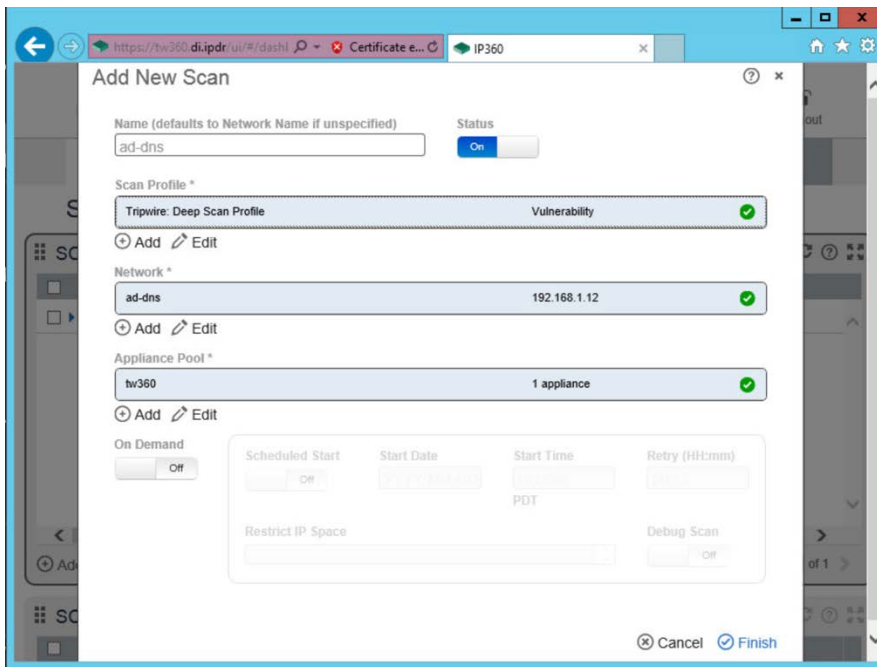 https://tw360.di.ipdr/ui/#/dashl
Certificate e...
IP360
Add New Scan
out
Name (defaults to Network Name if unspecified)
Status
ad-dns
On
S
Scan Profile *
Tripwire: Deep Scan Profile
Vulnerability
Add
Edit
SC
Network *
ad-dns
192.168.1.12
Add
Edit
Appliance Pool *
tw360
1 appliance
Add
Edit
On Demand
Off
Scheduled Start
Start Date
Start Time
Retry (HH:mm)
Off
PDT
Restrict IP Space
Debug Scan
Off
Ad
of 1
SC
Cancel
Finish